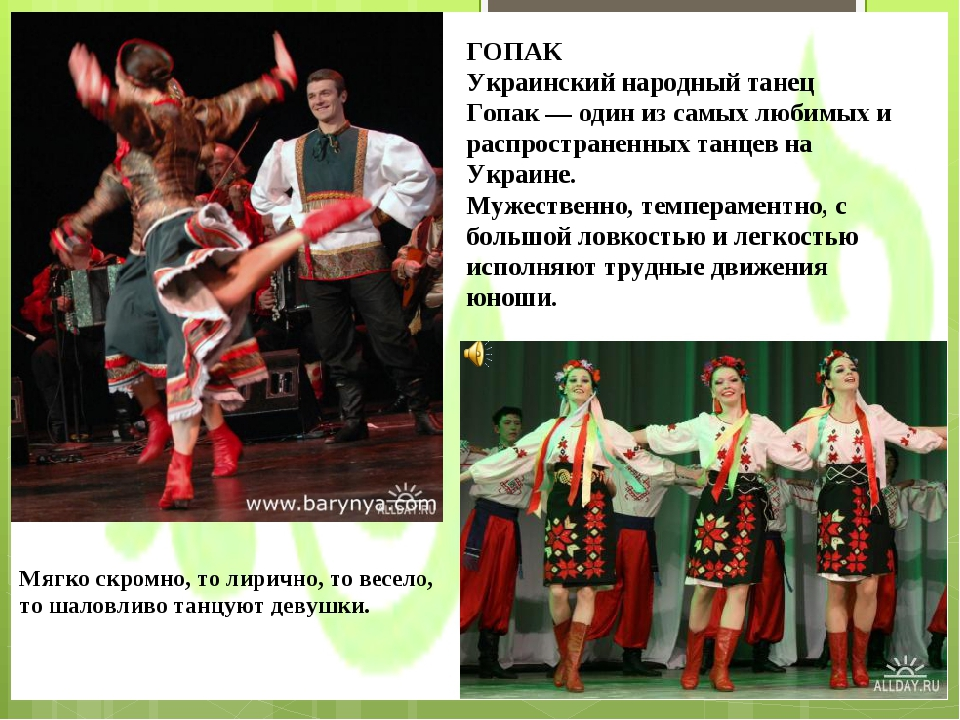 ГОПАК
Украинский народный танец
Гопак — один из самых любимых и
распространенных танцев на
Украине.
Мужественно, темпераментно, с
большой ловкостью и легкостью
исполняют трудные движения
юноши.
www.barynya.com
ALLDAY.RU
Мягко скромно, то лирично, то весело,
то шаловливо танцуют девушки.
ALLDAY.RU